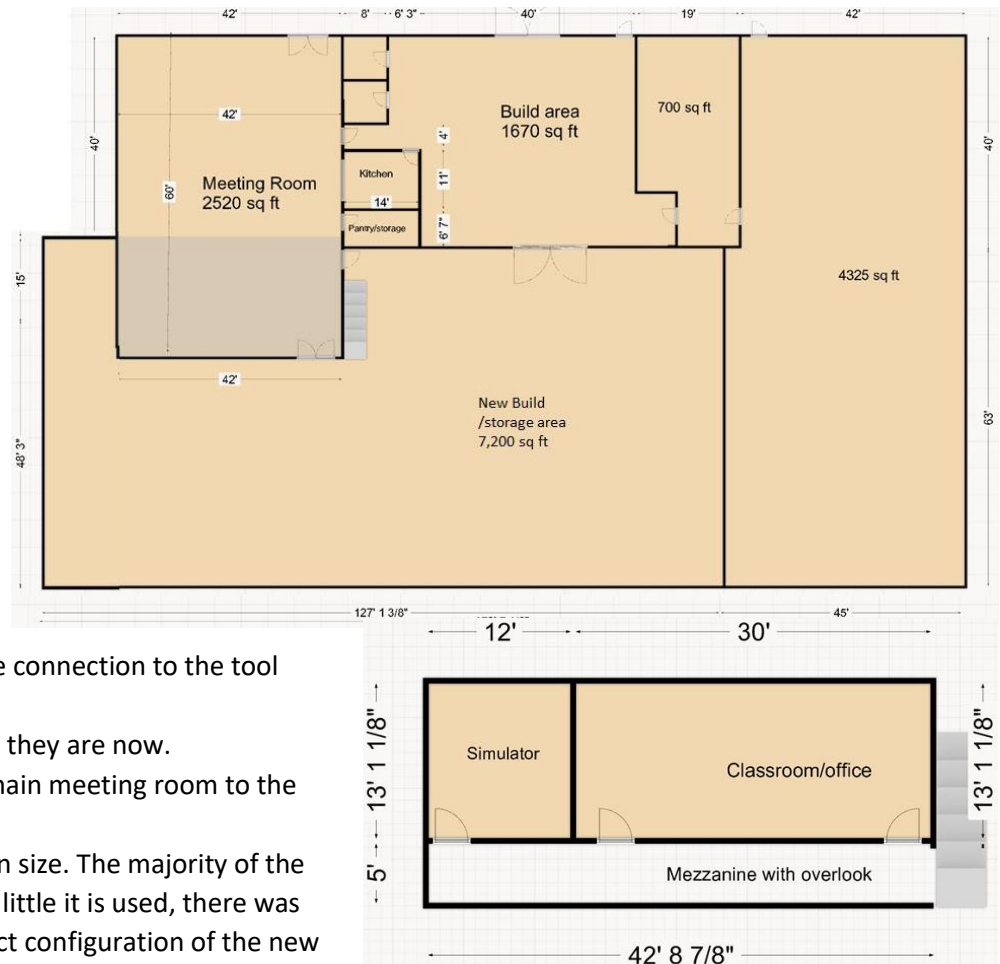 42' 8' 6' 3" 40' 19' 42'
40'
42'
60'
Meeting Room
2520 sq ft
Kitchen
14'
Pantry/storage
4'
11'
6' 7"
Build area
1670 sq ft
700 sq ft
40'
4325 sq ft
15'
42'
48' 3"
New Build
/storage area
7,200 sq ft
63'
127' 1 3/8" 45'
e connection to the tool
they are now.
nain meeting room to the
n size. The majority of the
little it is used, there was
ct configuration of the new
12' 30'
13' 1 1/8"
Simulator
Classroom/office
13' 1 1/8"
5'
Mezzanine with overlook
42' 8 7/8"